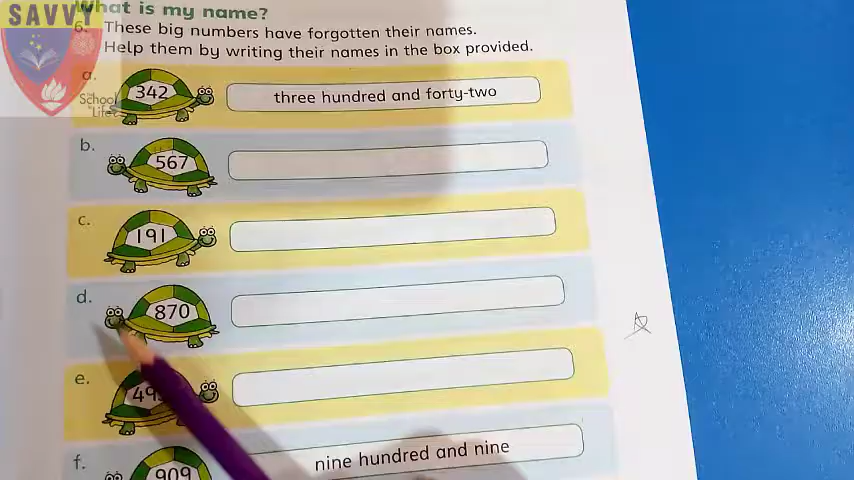 SAVVY
The School of Life
What is my name?
6. These big numbers have forgotten their names.
Help them by writing their names in the box provided.
a. 342 three hundred and forty-two
b. 567
c. 191
d. 870
e.
f. 909 nine hundred and nine